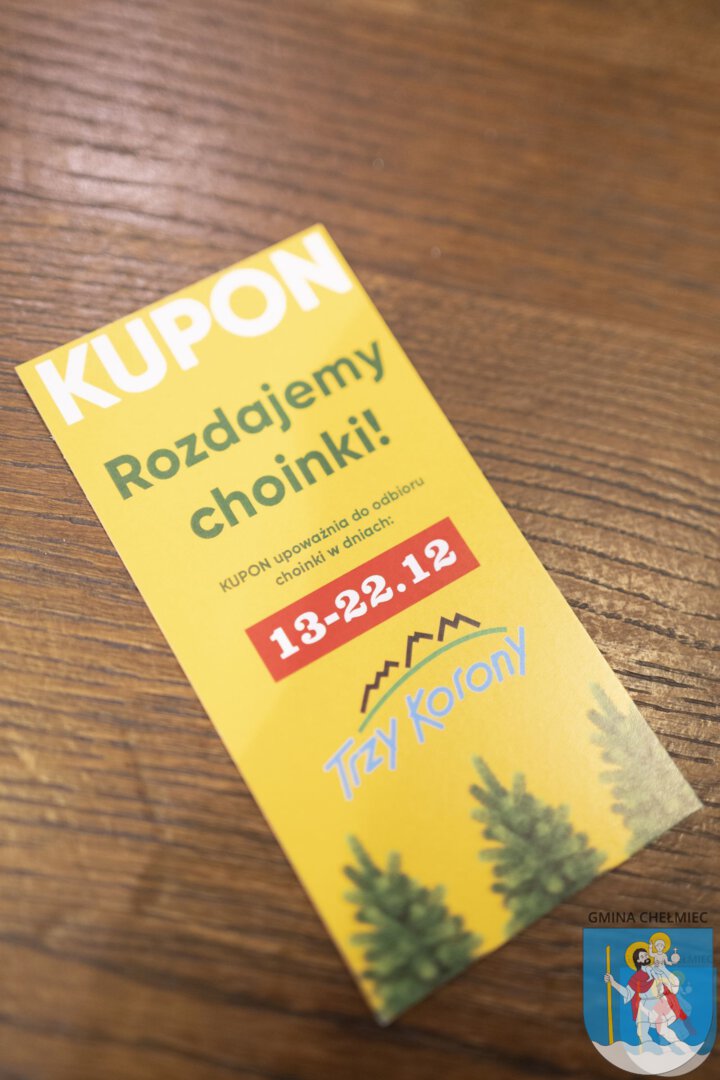 KUPON
Rozdajemy
choinki!
KUPON upoważnia do odbioru
choinki w dniach:
13-22.12
Trzy Korony
GMINA CHEŁMIEC